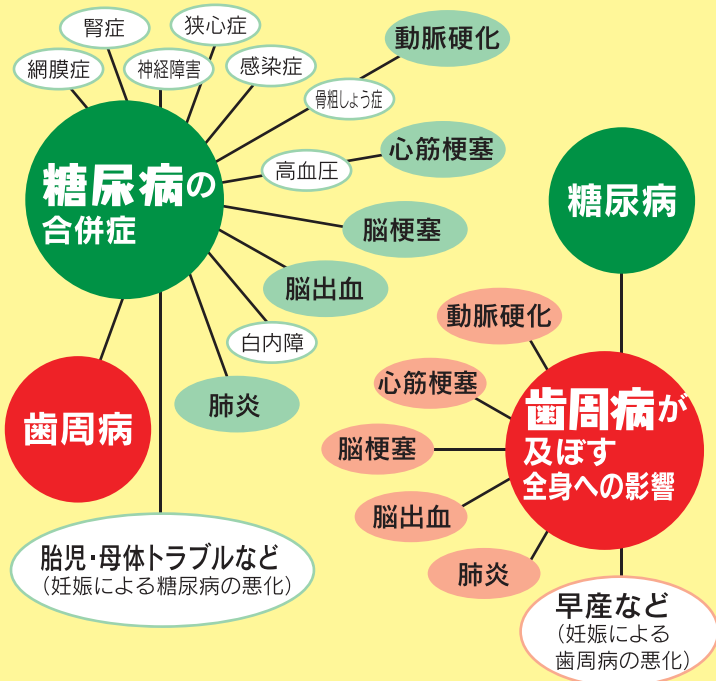 腎症
狭心症
網膜症
神経障害
感染症
動脈硬化
骨粗しょう症
心筋梗塞
高血圧
糖尿病の
合併症
脳梗塞
脳出血
白内障
肺炎
歯周病
胎児・母体トラブルなど
(妊娠による糖尿病の悪化)
糖尿病
動脈硬化
心筋梗塞
歯周病が
及ぼす
全身への影響
脳梗塞
脳出血
肺炎
早産など
(妊娠による
歯周病の悪化)